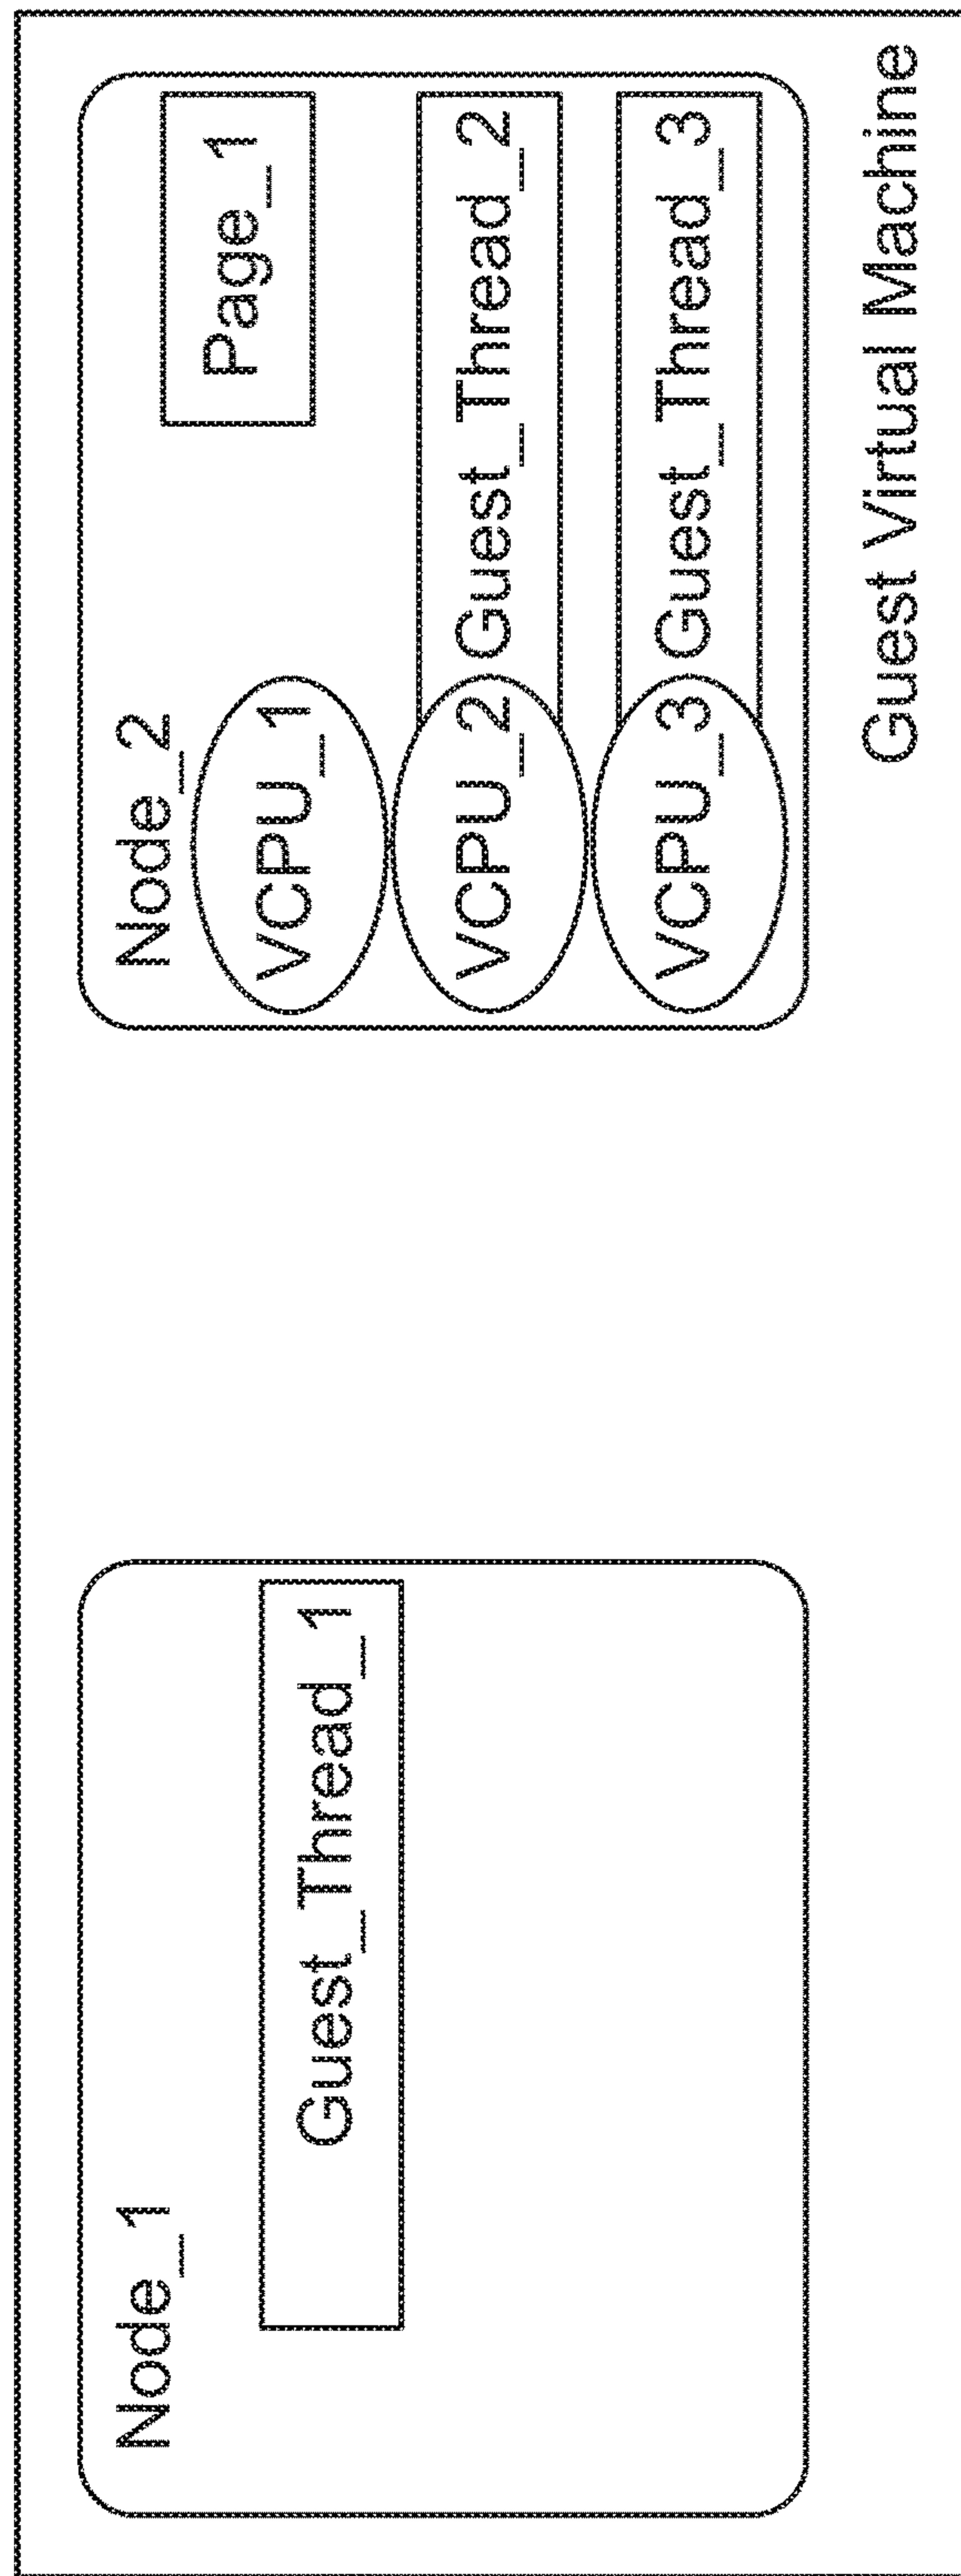 Node_1
Guest_Thread_1
Node_2
VCPU_1
Page_1
VCPU_2 Guest_Thread_2
VCPU_3 Guest_Thread_3
Guest Virtual Machine